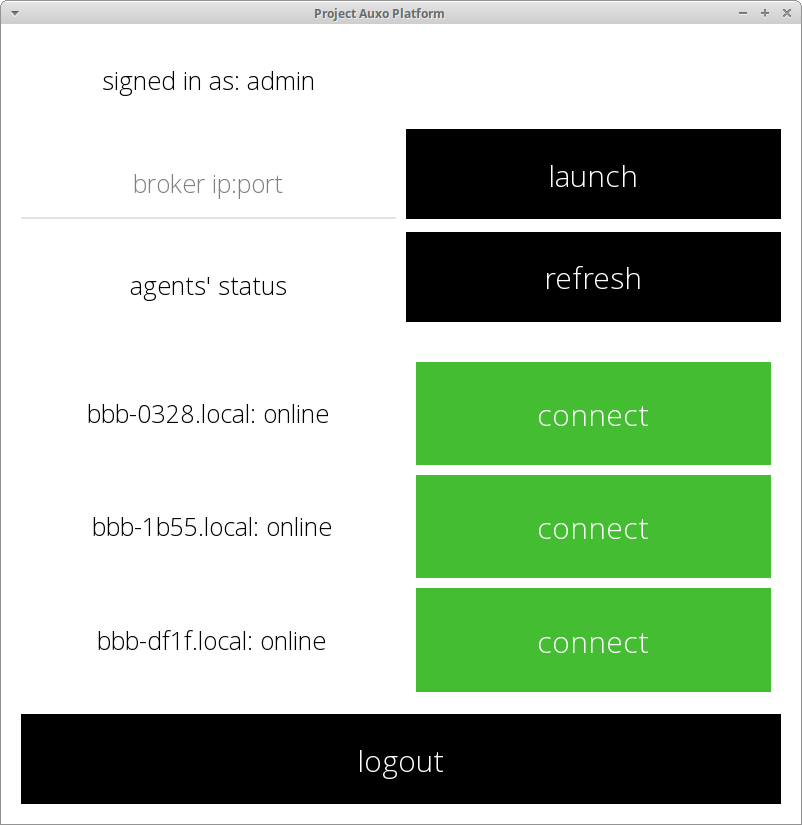 Project Auxo Platform
signed in as: admin
broker ip:port
launch
agents' status
refresh
bbb-0328.local: online
connect
bbb-1b55.local: online
connect
bbb-df1f.local: online
connect
logout